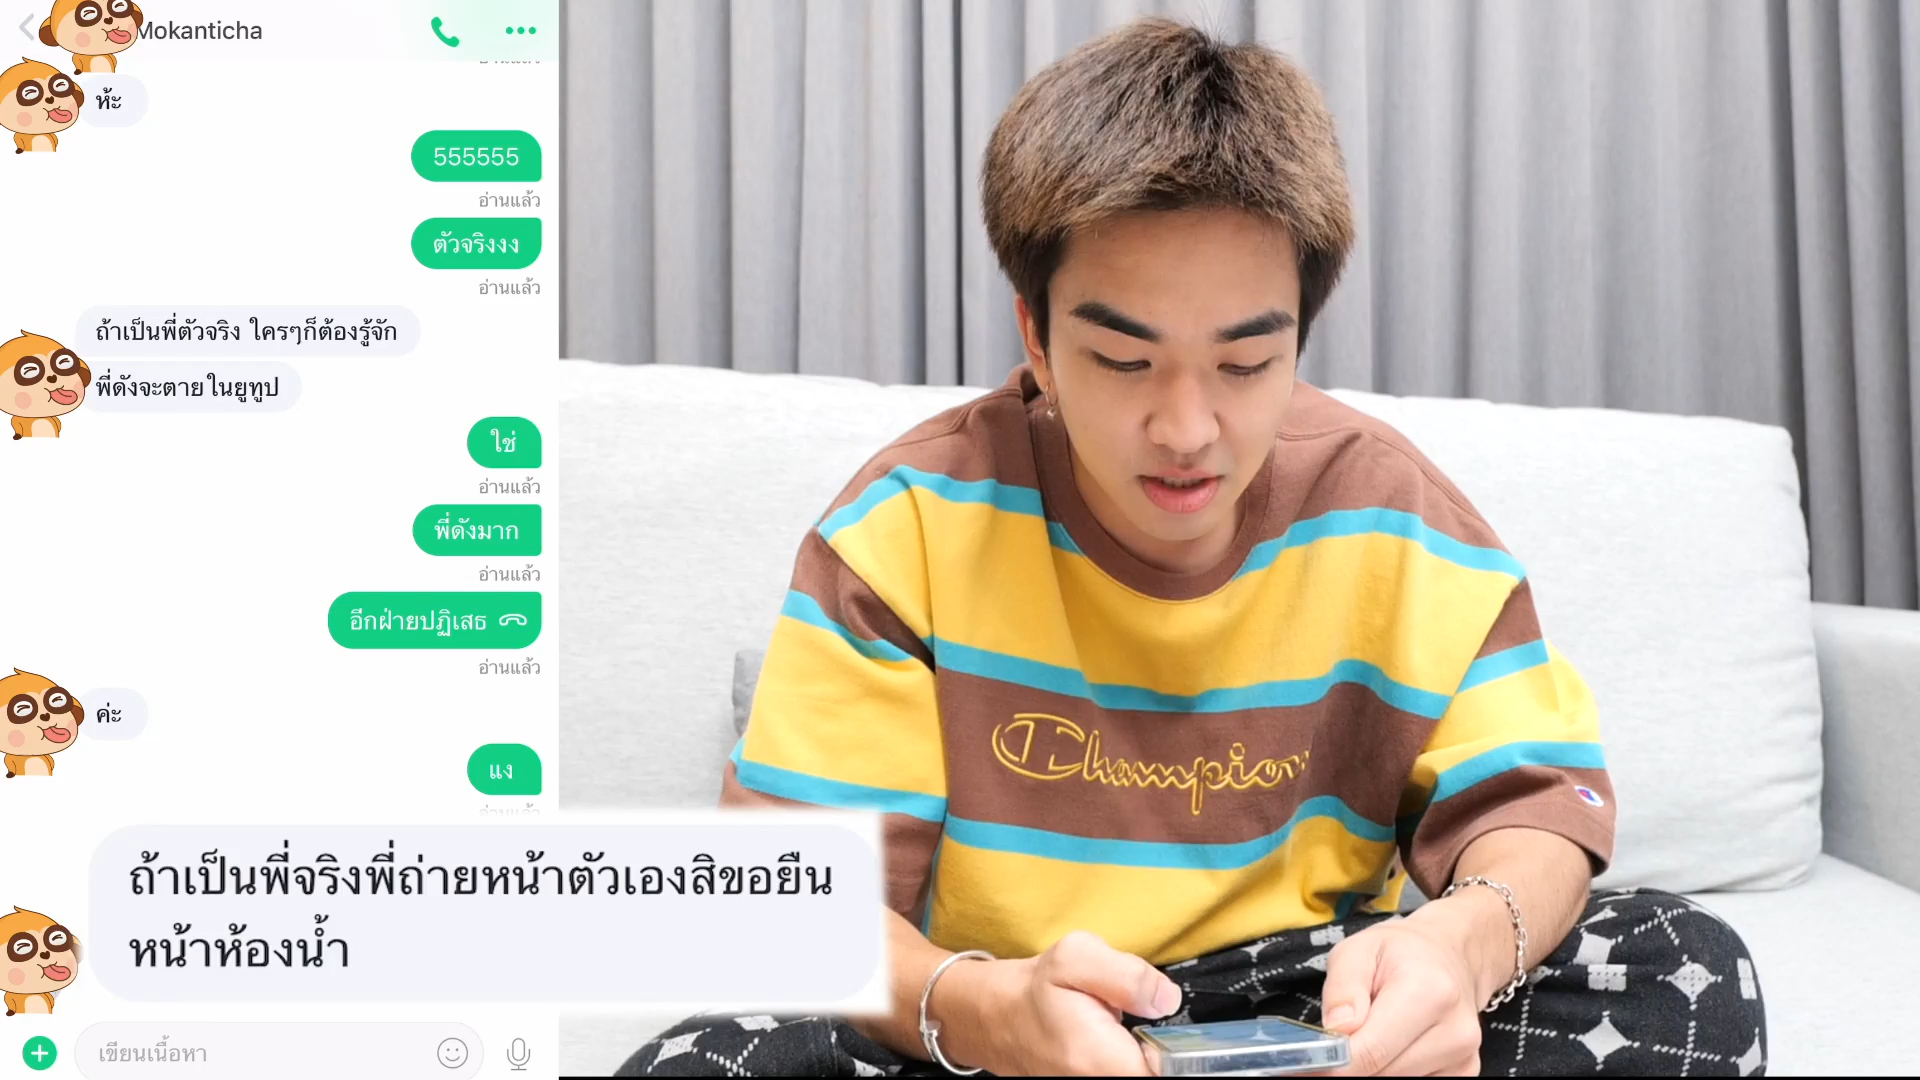 Mokanticha
ห้ะ
555555
อ่านแล้ว
ตัวจริงงง
อ่านแล้ว
ถ้าเป็นพี่ตัวจริง ใครๆก็ต้องรู้จัก
พี่ดังจะตายในยูทูป
ใช่
อ่านแล้ว
พี่ดังมาก
อ่านแล้ว
อีกฝ่ายปฏิเสธ
อ่านแล้ว
ค่ะ
แง
ถ้าเป็นพี่จริงพี่ถ่ายหน้าตัวเองสิขอยืน
หน้าห้องน้ำ
เขียนเนื้อหา
Champion